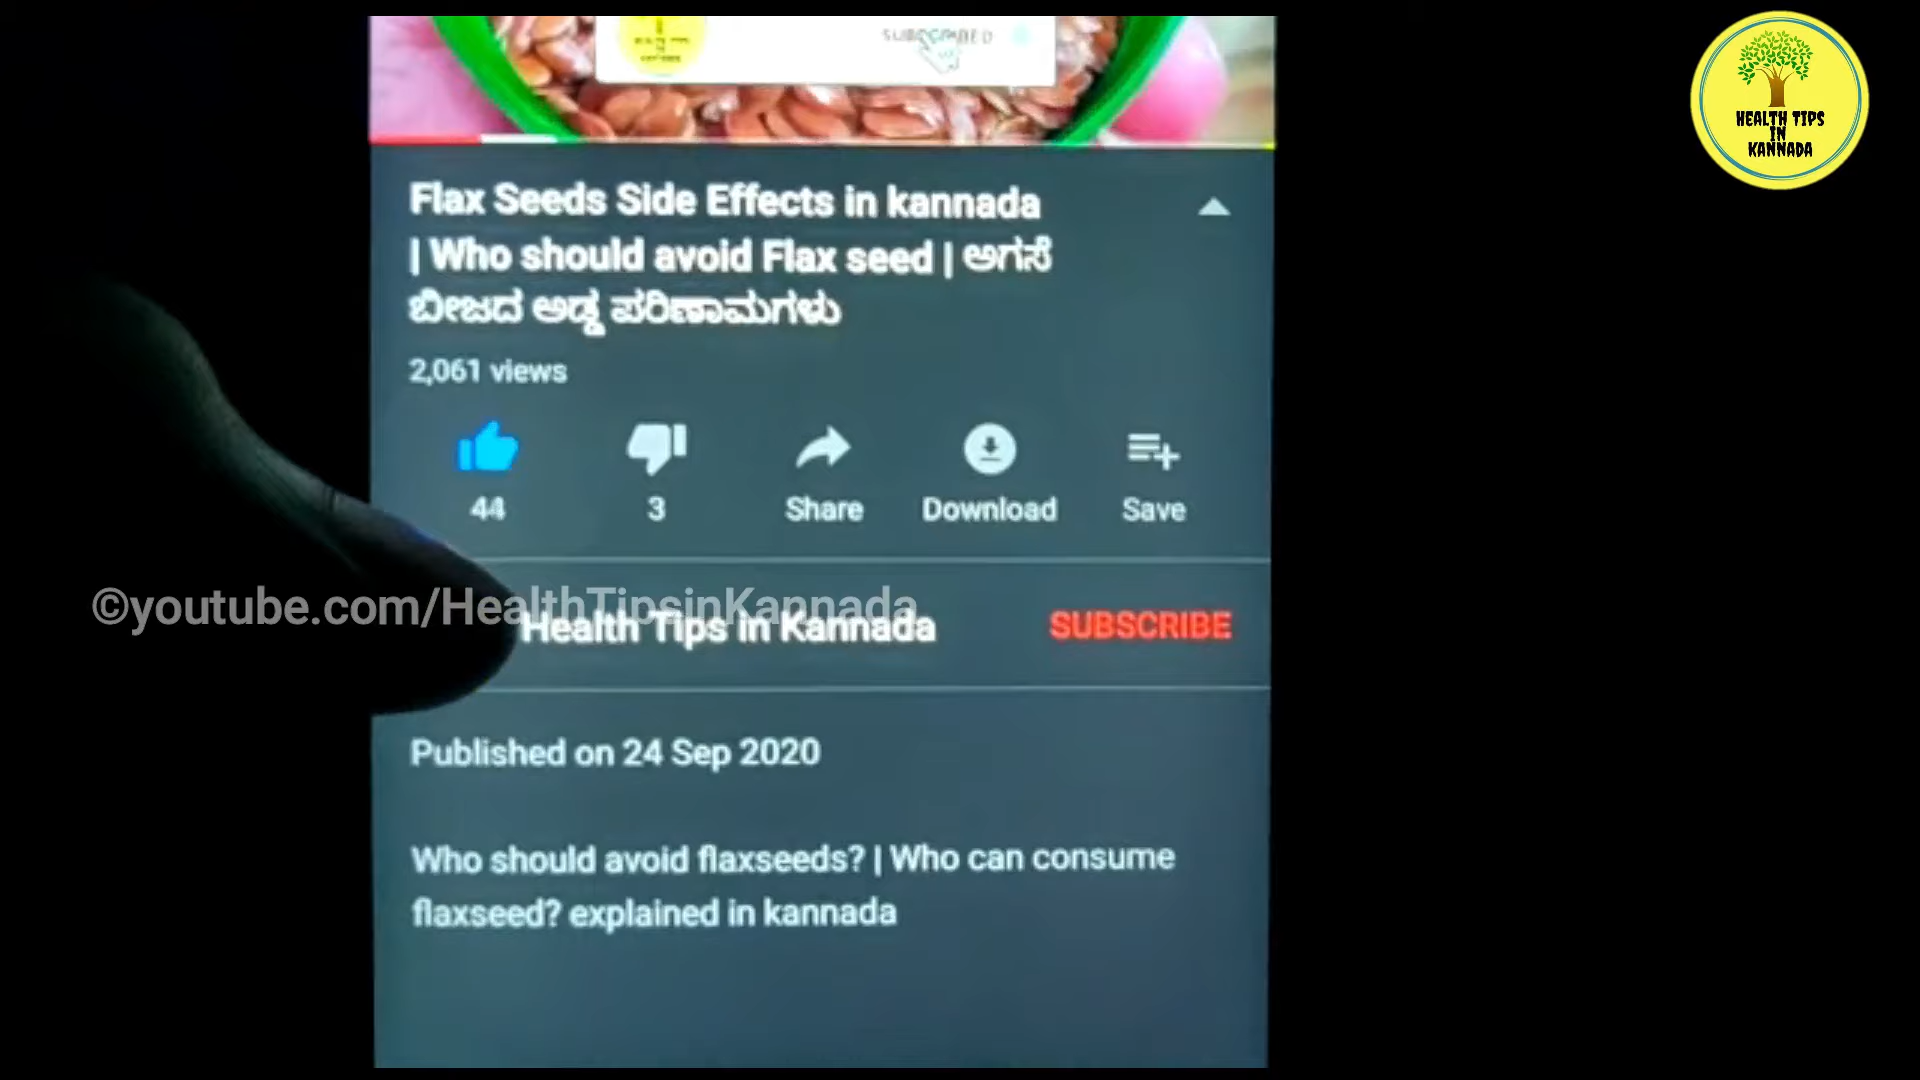 SUBSCRIBED
HEALTH TIPS
IN
KANNADA
Flax Seeds Side Effects in kannada
| Who should avoid Flax seed | ಅಗಸೆ
ಬೀಜದ ಅಡ್ಡ ಪರಿಣಾಮಗಳು
2,061 views
44
3
Share
Download
Save
©youtube.com/HealthTipsinKannada
Health Tips in Kannada
SUBSCRIBE
Published on 24 Sep 2020
Who should avoid flaxseeds? | Who can consume
flaxseed? explained in kannada